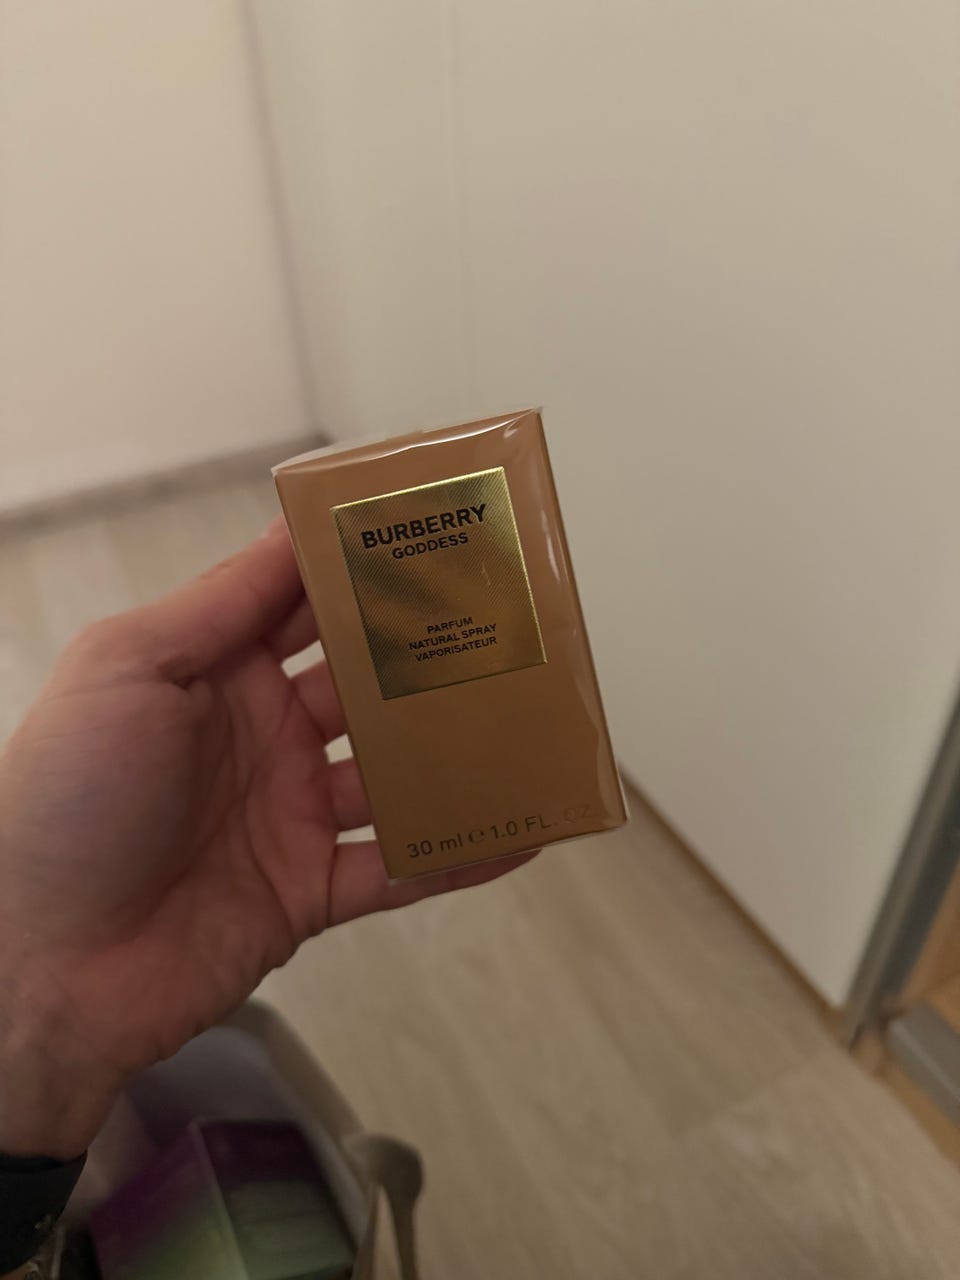 BURBERRY
GODDESS
PARFUM
NATURAL SPRAY
VAPORISATEUR
30 ml ℮ 1.0 FL. OZ.